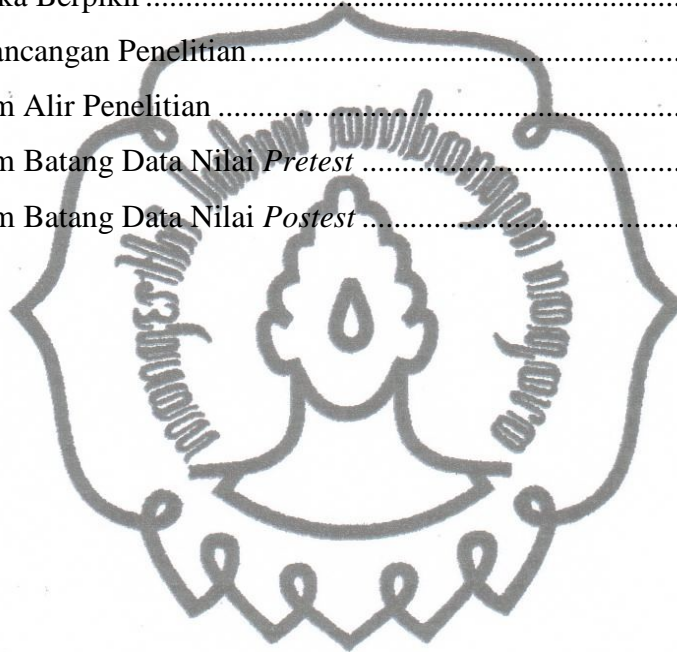 ka Berpikir ........................................................
ancangan Penelitian ........................................................
m Alir Penelitian ........................................................
m Batang Data Nilai Pretest ........................................
m Batang Data Nilai Postest ........................................